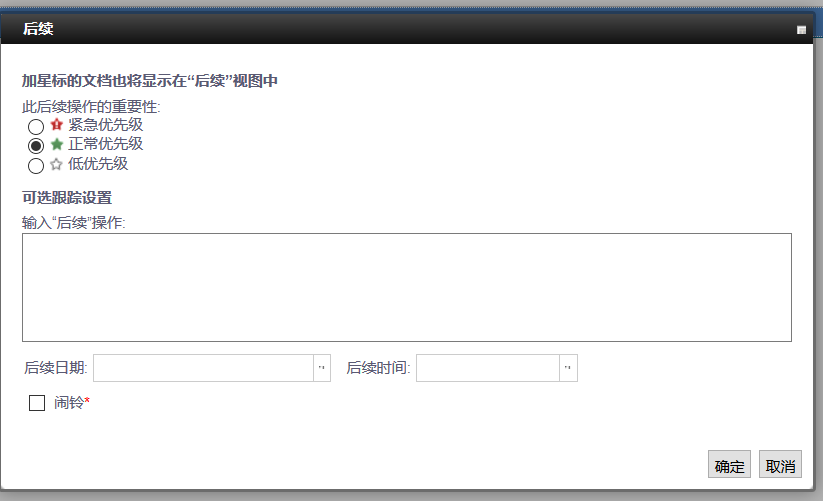 后续
加星标的文档也将显示在“后续”视图中
此后续操作的重要性:
紧急优先级
正常优先级
低优先级
可选跟踪设置
输入“后续”操作:
后续日期: 后续时间:
闹铃*
确定 取消